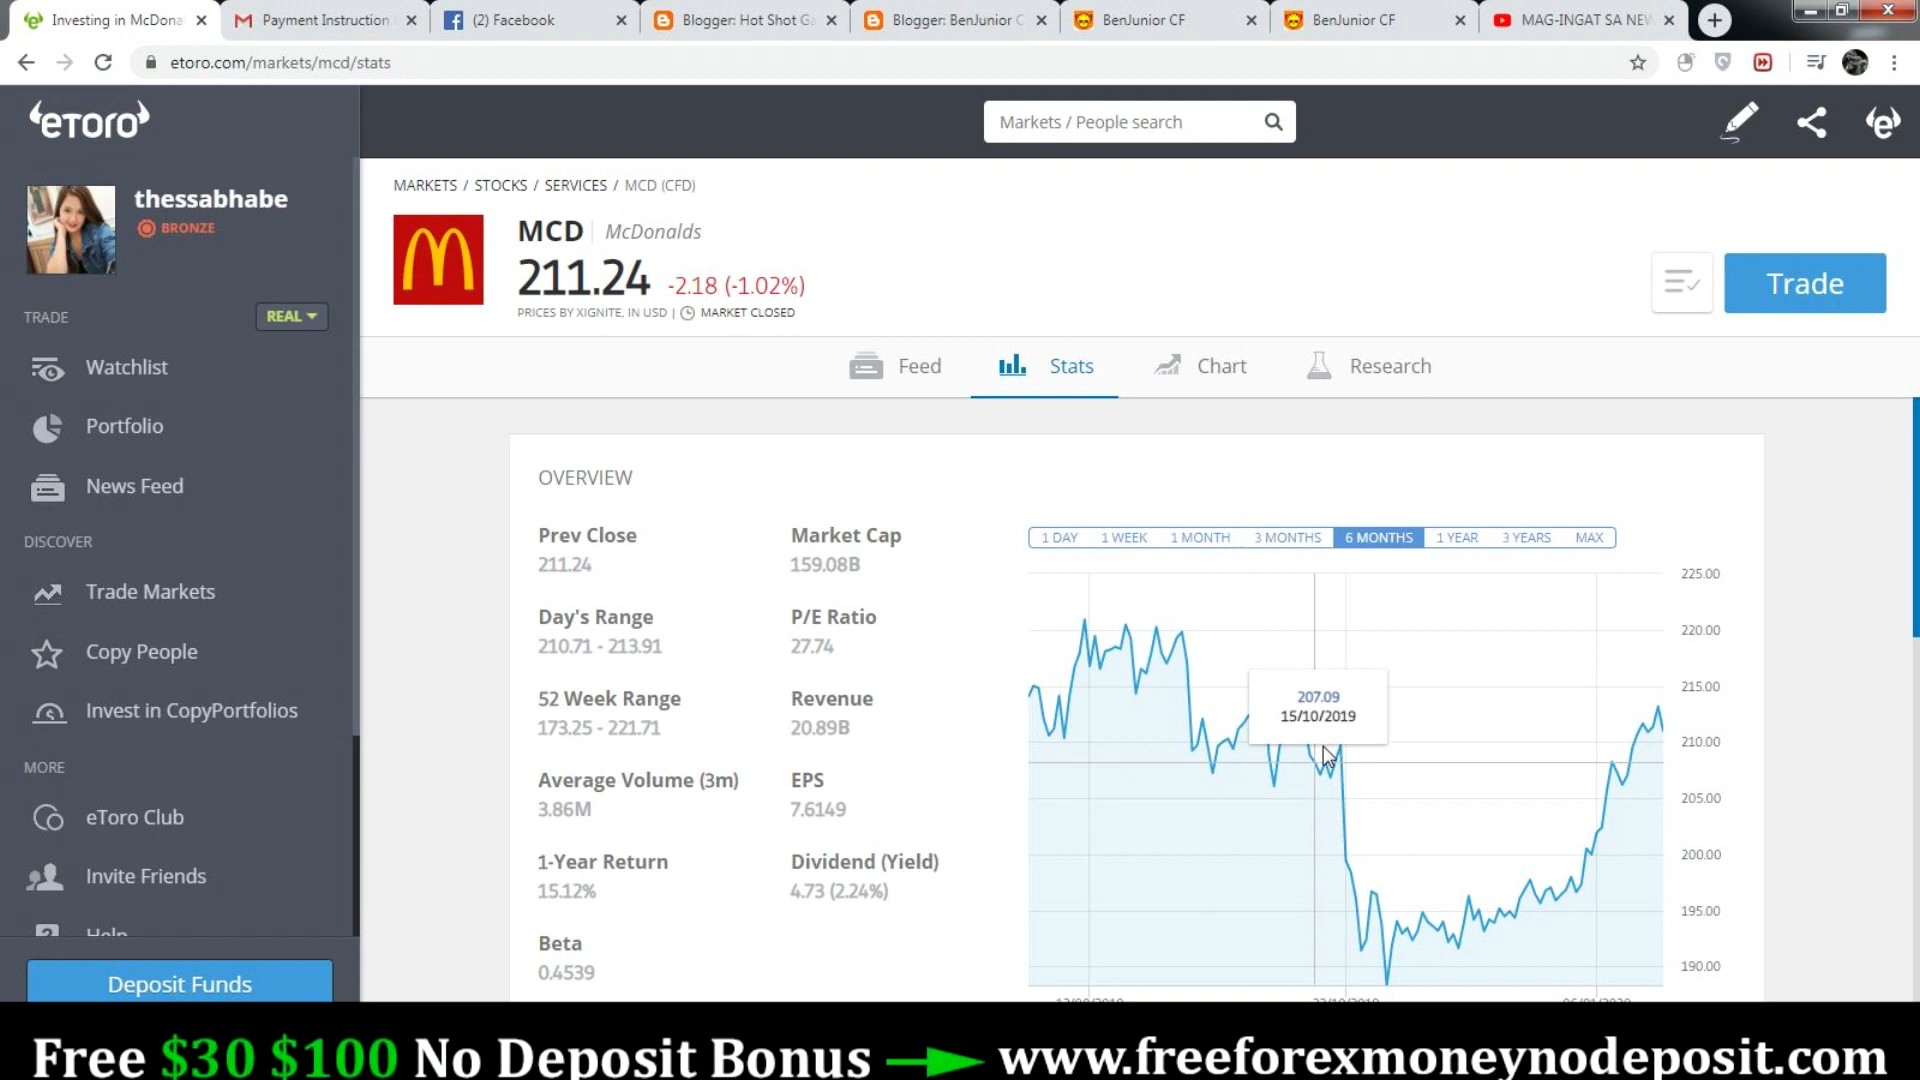 Investing in McDona
Payment Instruction
(2) Facebook
Blogger: Hot Shot Ga
Blogger: BenJunior C
BenJunior CF
BenJunior CF
MAG-INGAT SA NEW
etoro.com/markets/mcd/stats
eToro
Markets / People search
thessabhabe
BRONZE
TRADE
REAL
Watchlist
Portfolio
News Feed
DISCOVER
Trade Markets
Copy People
Invest in CopyPortfolios
MORE
eToro Club
Invite Friends
Help
Deposit Funds
MARKETS / STOCKS / SERVICES / MCD (CFD)
MCD McDonalds
211.24 -2.18 (-1.02%)
PRICES BY XIGNITE, IN USD | MARKET CLOSED
Trade
Feed
Stats
Chart
Research
OVERVIEW
Prev Close
211.24
Market Cap
159.08B
Day's Range
210.71 - 213.91
P/E Ratio
27.74
52 Week Range
173.25 - 221.71
Revenue
20.89B
Average Volume (3m)
3.86M
EPS
7.6149
1-Year Return
15.12%
Dividend (Yield)
4.73 (2.24%)
Beta
0.4539
1 DAY 1 WEEK 1 MONTH 3 MONTHS 6 MONTHS 1 YEAR 3 YEARS MAX
225.00
220.00
215.00
210.00
205.00
200.00
195.00
190.00
207.09
15/10/2019
Free $30 $100 No Deposit Bonus www.freeforexmoneynodeposit.com